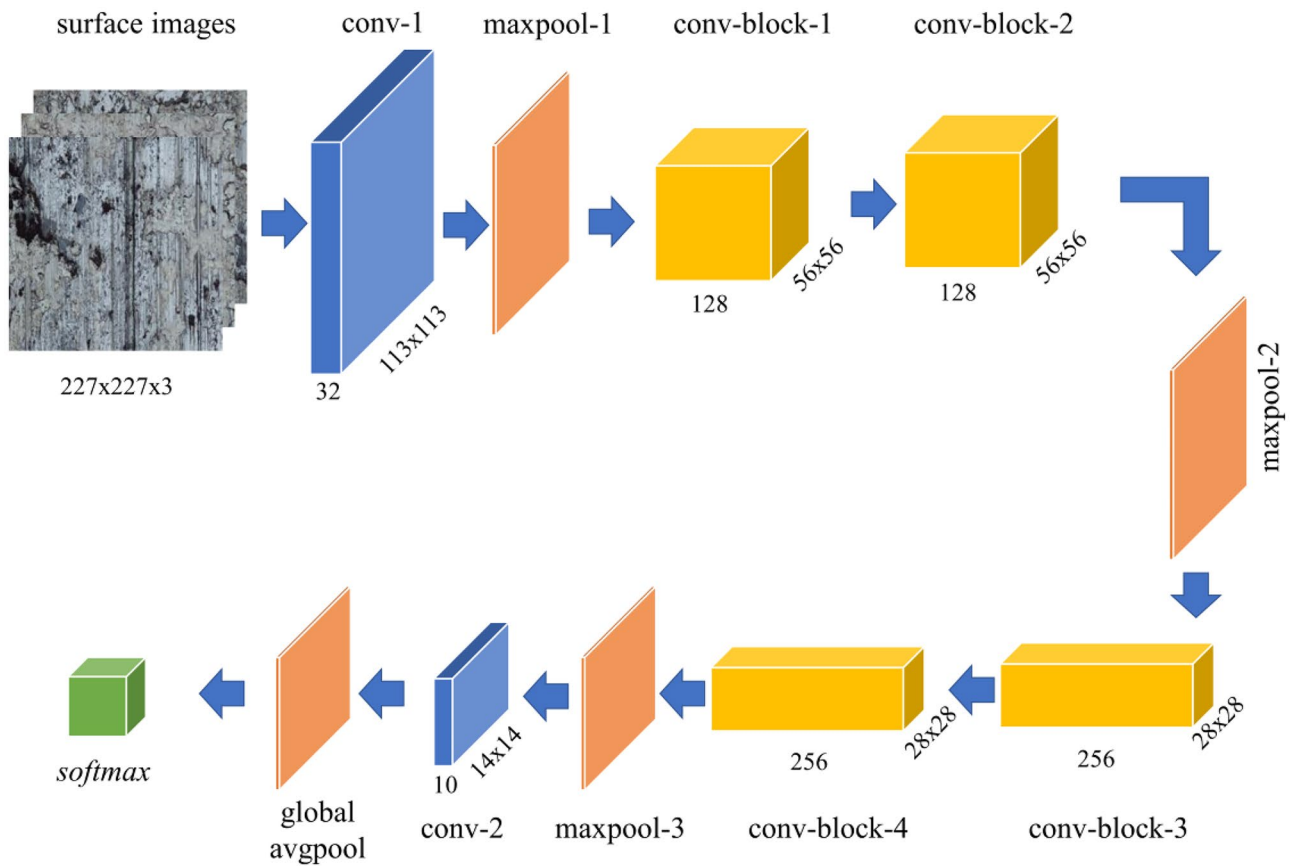 surface images
conv-1
maxpool-1
conv-block-1
conv-block-2
227x227x3
32
113x113
128
56x56
128
56x56
maxpool-2
softmax
global
avgpool
10
14x14
conv-2
maxpool-3
256
28x28
conv-block-4
256
28x28
conv-block-3